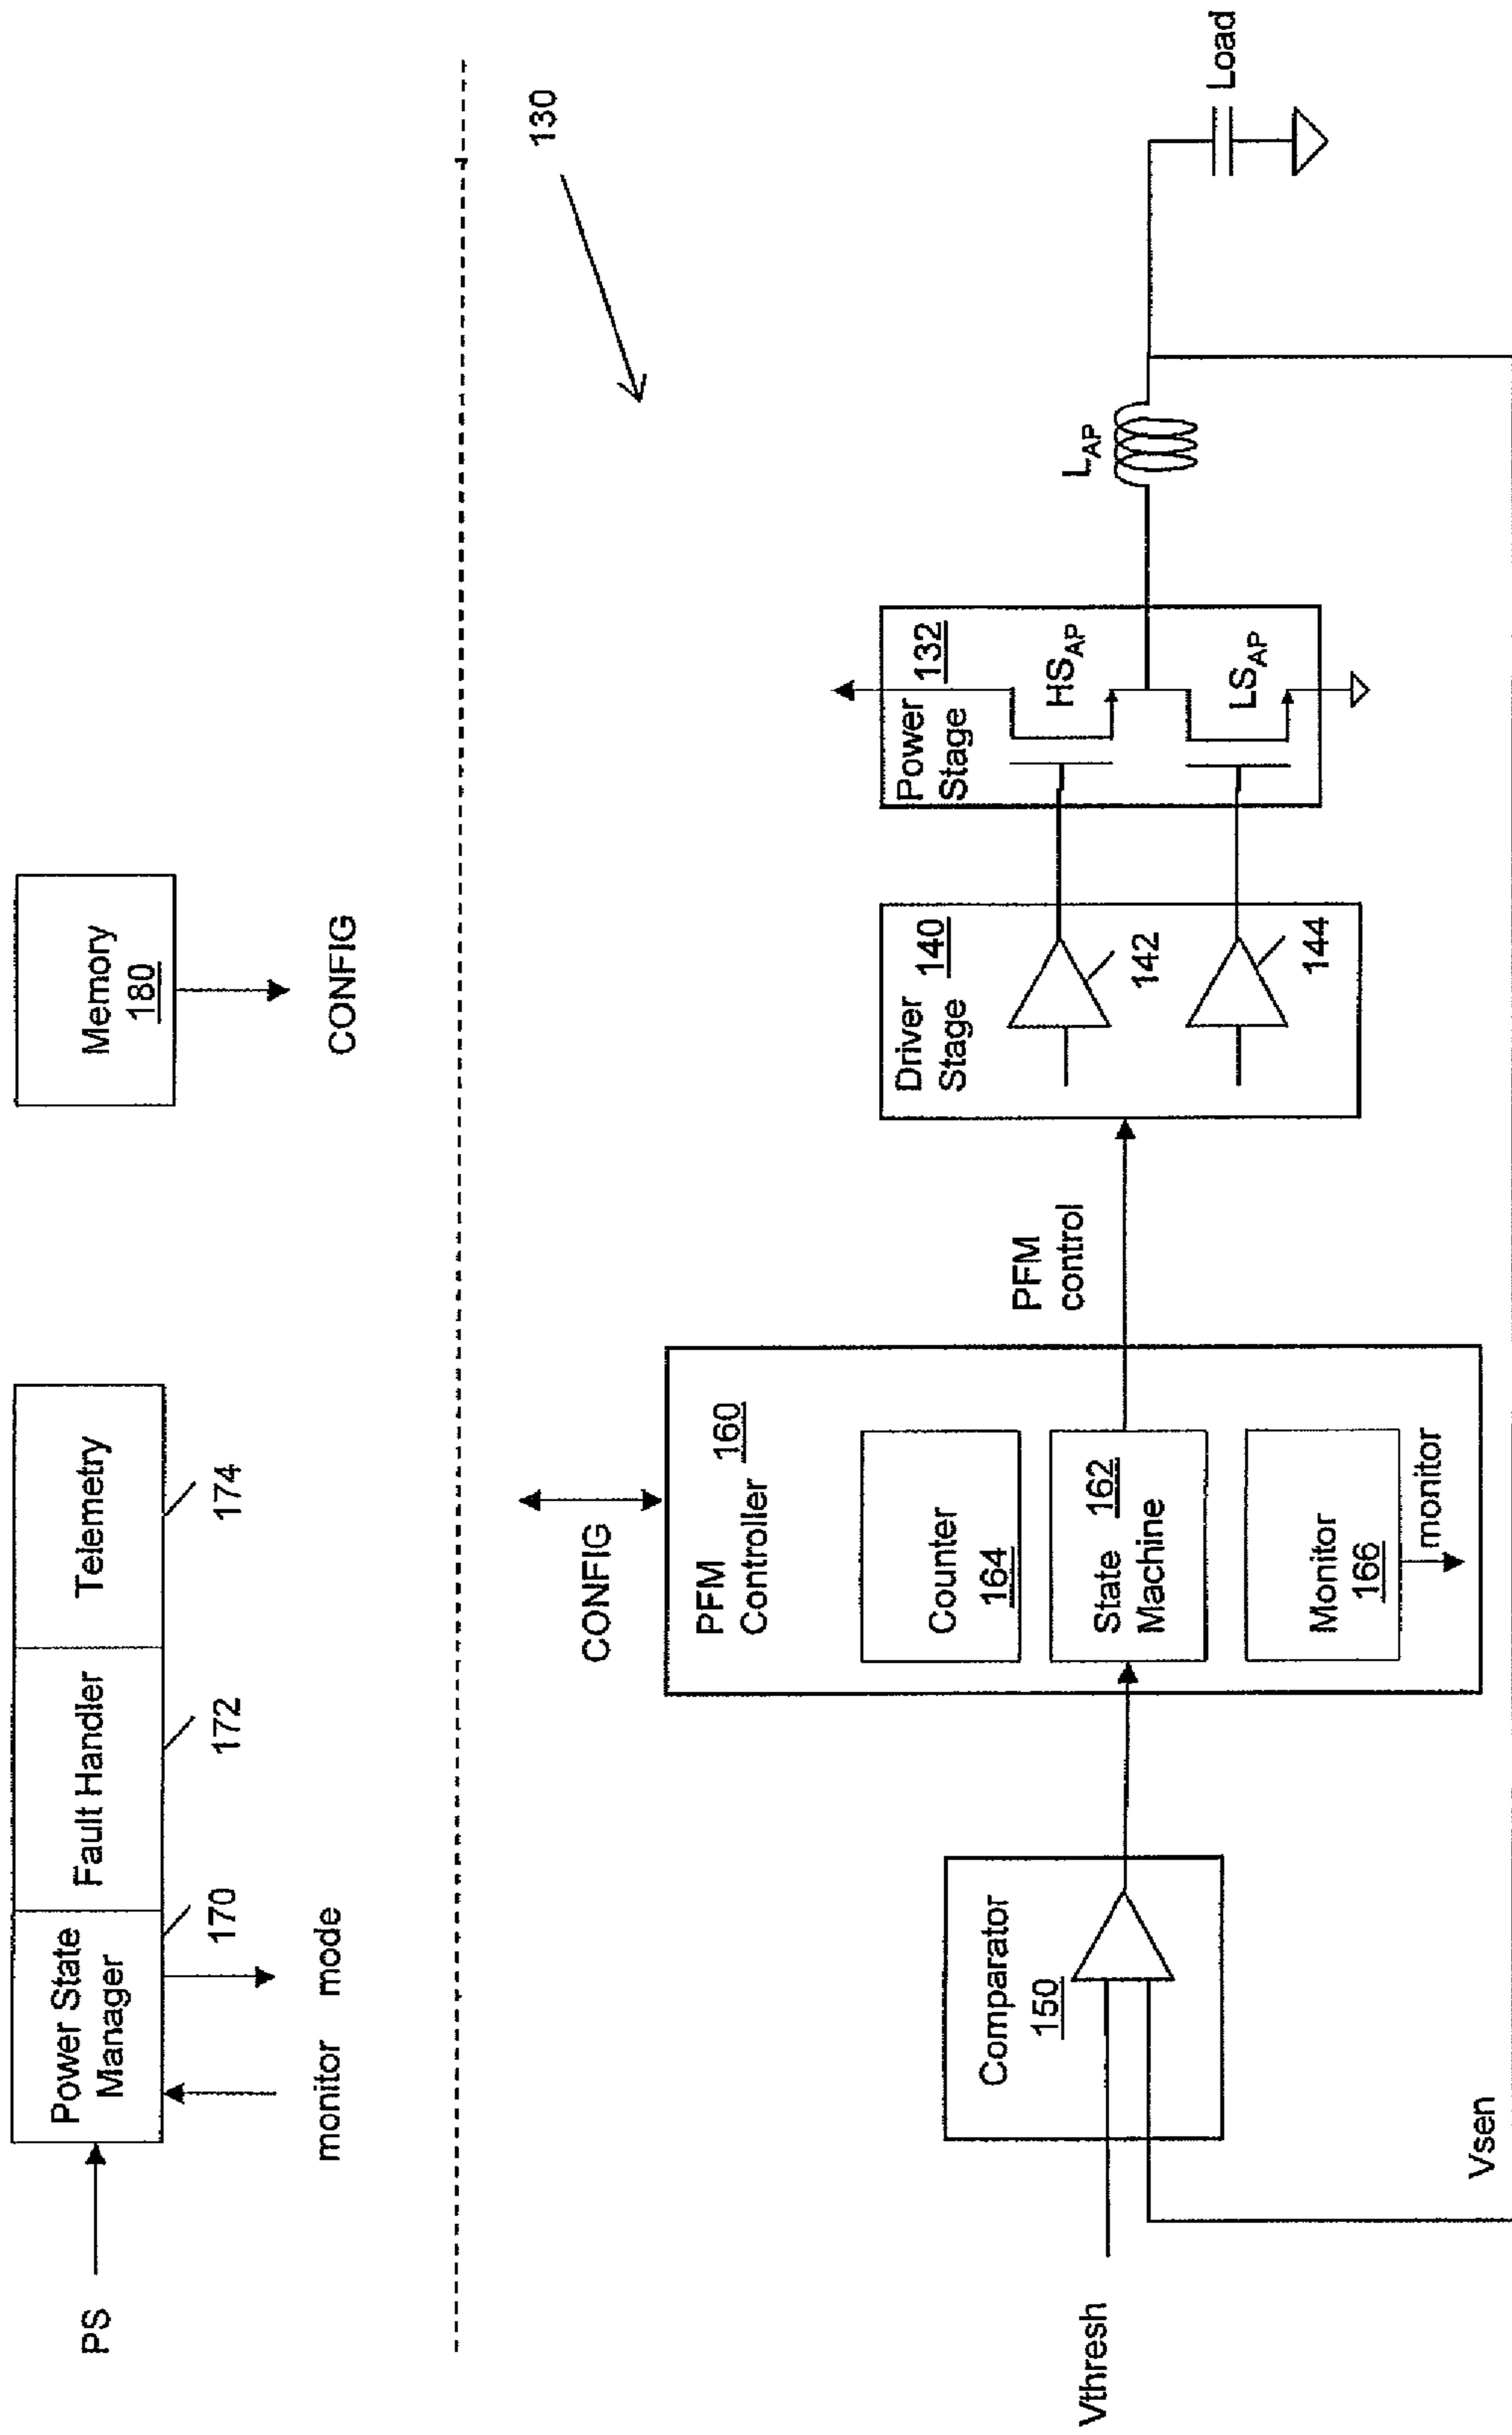 PS
Power State
Manager
170
Fault Handler
172
Telemetry
174
monitor
mode
Memory
180
CONFIG
130
Vthresh
Vsen
Comparator
150
CONFIG
PFM
Controller 160
Counter
164
State 162
Machine
Monitor
166
monitor
PFM
control
Driver
Stage 140
142
144
Power
Stage 132
HSAP
LSAP
LAP
Load